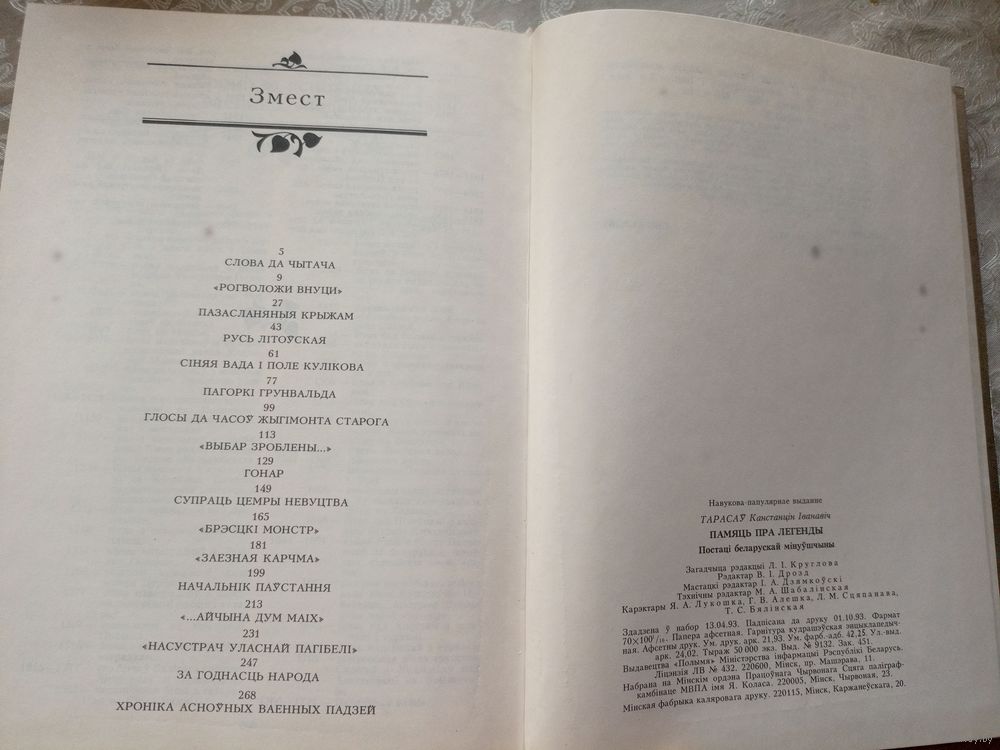 Змест
5
СЛОВА ДА ЧЫТАЧА
9
«РОГВОЛОЖИ ВНУЦИ»
27
ПАЗАСЛАНЯНЫЯ КРЫЖАМ
43
РУСЬ ЛІТОЎСКАЯ
61
СІНЯЯ ВАДА І ПОЛЕ КУЛІКОВА
77
ПАГОРКІ ГРУНВАЛЬДА
99
ГЛОСЫ ДА ЧАСОЎ ЖЫГІМОНТА СТАРОГА
113
«ВЫБАР ЗРОБЛЕНЫ...»
129
ГОНАР
149
СУПРАЦЬ ЦЕМРЫ НЕВУЦТВА
165
«БРЭСЦКІ МОНСТР»
181
«ЗАЕЗНАЯ КАРЧМА»
199
НАЧАЛЬНІК ПАЎСТАННЯ
213
«...АЙЧЫНА ДУМ МАІХ»
231
«НАСУСТРАЧ УЛАСНАЙ ПАГІБЕЛІ»
247
ЗА ГОДНАСЦЬ НАРОДА
268
ХРОНІКА АСНОЎНЫХ ВАЕННЫХ ПАДЗЕЙ
Навукова-папулярнае выданне
ТАРАСАЎ Канстанцін Іванавіч
ПАМЯЦЬ ПРА ЛЕГЕНДЫ
Постаці беларускай мінуўшчыны
Загадчыца рэдакцыі Л. І. Круглова
Рэдактар В. І. Дрозд
Мастацкі рэдактар І. А. Дзямкоўскі
Тэхнічны рэдактар М. А. Шабалінская
Карэктары Я. А. Лукошка, Г. В. Алешка, Л. М. Сцяпанава,
Т. С. Бялінская
Здадзена ў набор 13.04.93. Падпісана да друку 01.10.93. Фармат
70×100¹/₁₆. Папера афсетная. Гарнітура кудрашэўская энцыклапедыч-
ная. Афсетны друк. Ум. друк. арк. 21,93. Ум. фарб.-адб. 42,25. Ул.-выд.
арк. 24,02. Тыраж 50 000 экз. Выд. № 9132. Зак. 451.
Выдавецтва «Полымя» Міністэрства інфармацыі Рэспублікі Беларусь.
Ліцэнзія ЛВ № 432. 220600, Мінск, пр. Машэрава, 11.
Набрана на Мінскім ордэна Працоўнага Чырвонага Сцяга паліграф-
камбінаце МВПА імя Я. Коласа. 220005, Мінск, Чырвоная, 23.
Мінская фабрыка каляровага друку. 220115, Мінск, Каржанеўскага, 20.